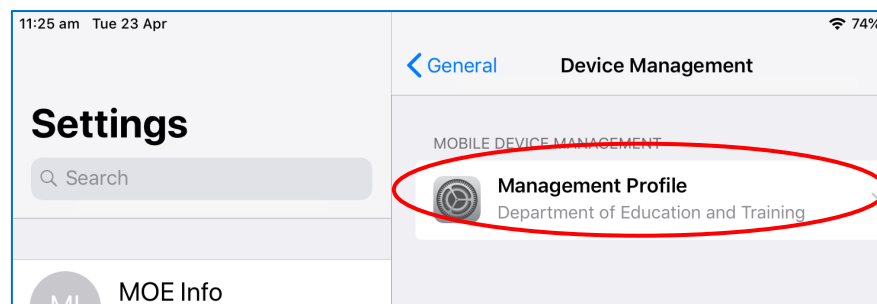 11:25 am Tue 23 Apr
74%
General
Device Management
Settings
Search
MOBILE DEVICE MANAGEMENT
Management Profile
Department of Education and Training
MOE Info
MI